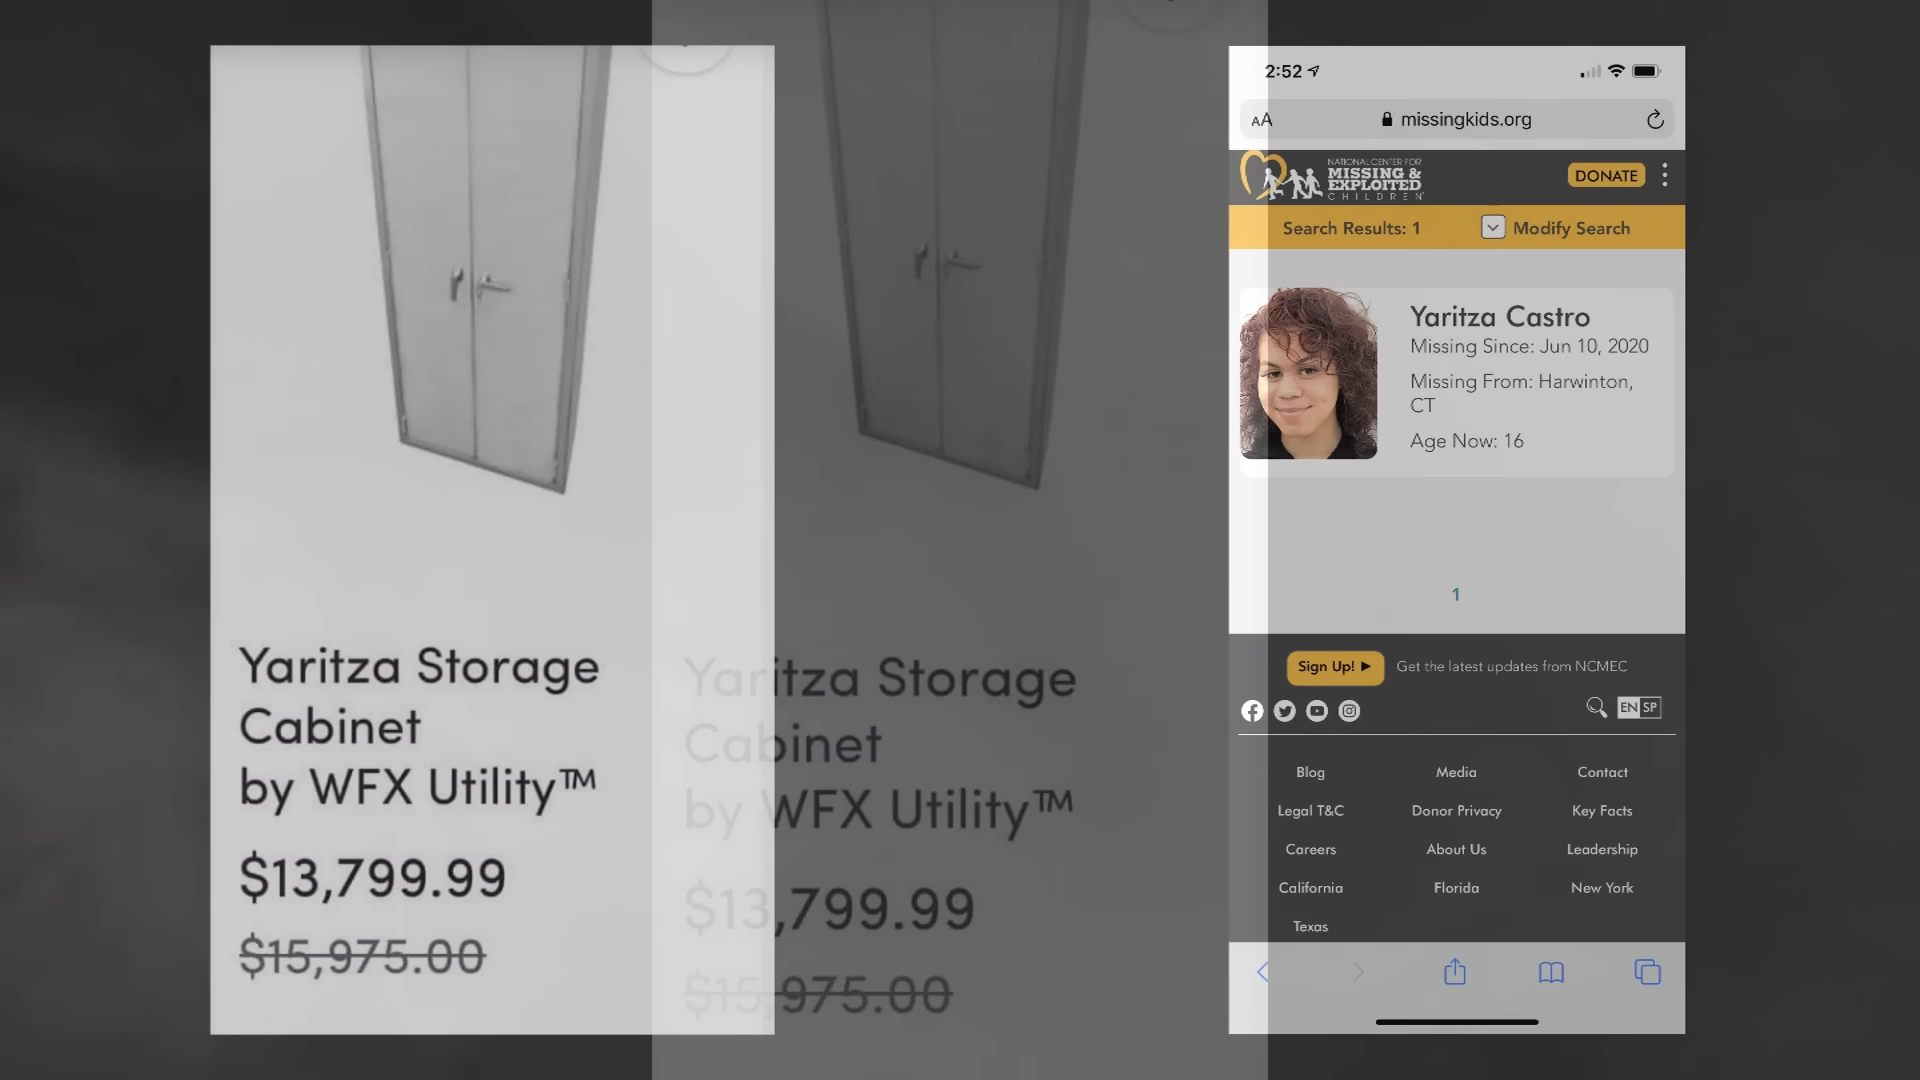 Yaritza Storage
Cabinet
by WFX Utility™
$13,799.99
$15,975.00
Yaritza Storage
Cabinet
by WFX Utility™
$13,799.99
$15,975.00
2:52
AA missingkids.org
NATIONAL CENTER FOR
MISSING &
EXPLOITED
CHILDREN
DONATE
Search Results: 1 Modify Search
Yaritza Castro
Missing Since: Jun 10, 2020
Missing From: Harwinton,
CT
Age Now: 16
1
Sign Up! Get the latest updates from NCMEC
EN SP
Blog Media Contact
Legal T&C Donor Privacy Key Facts
Careers About Us Leadership
California Florida New York
Texas